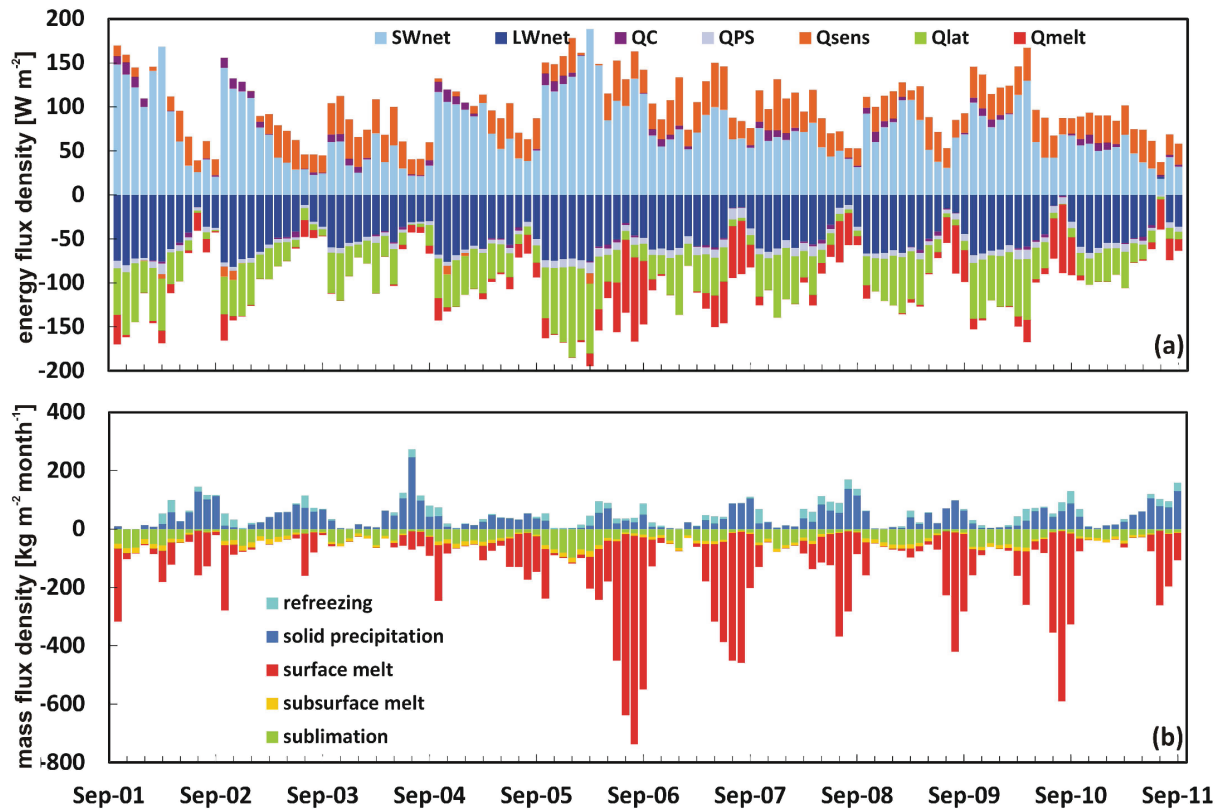 energy flux density [W m⁻²]
200
150
100
50
0
-50
-100
-150
-200
SWnet LWnet QC QPS Qsens Qlat Qmelt
(a)
mass flux density [kg m⁻² month⁻¹]
400
200
0
-200
-400
-600
-800
refreezing
solid precipitation
surface melt
subsurface melt
sublimation
(b)
Sep-01 Sep-02 Sep-03 Sep-04 Sep-05 Sep-06 Sep-07 Sep-08 Sep-09 Sep-10 Sep-11